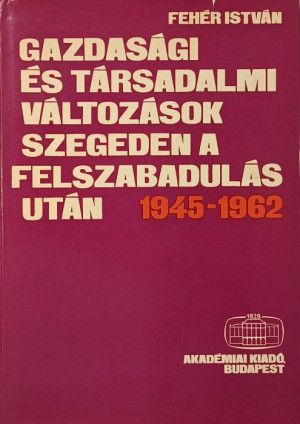 FEHÉR ISTVÁN
GAZDASÁGI
ÉS TÁRSADALMI
VÁLTOZÁSOK
SZEGEDEN A
FELSZABADULÁS
UTÁN 1945-1962
1828
AKADÉMIAI KIADÓ,
BUDAPEST